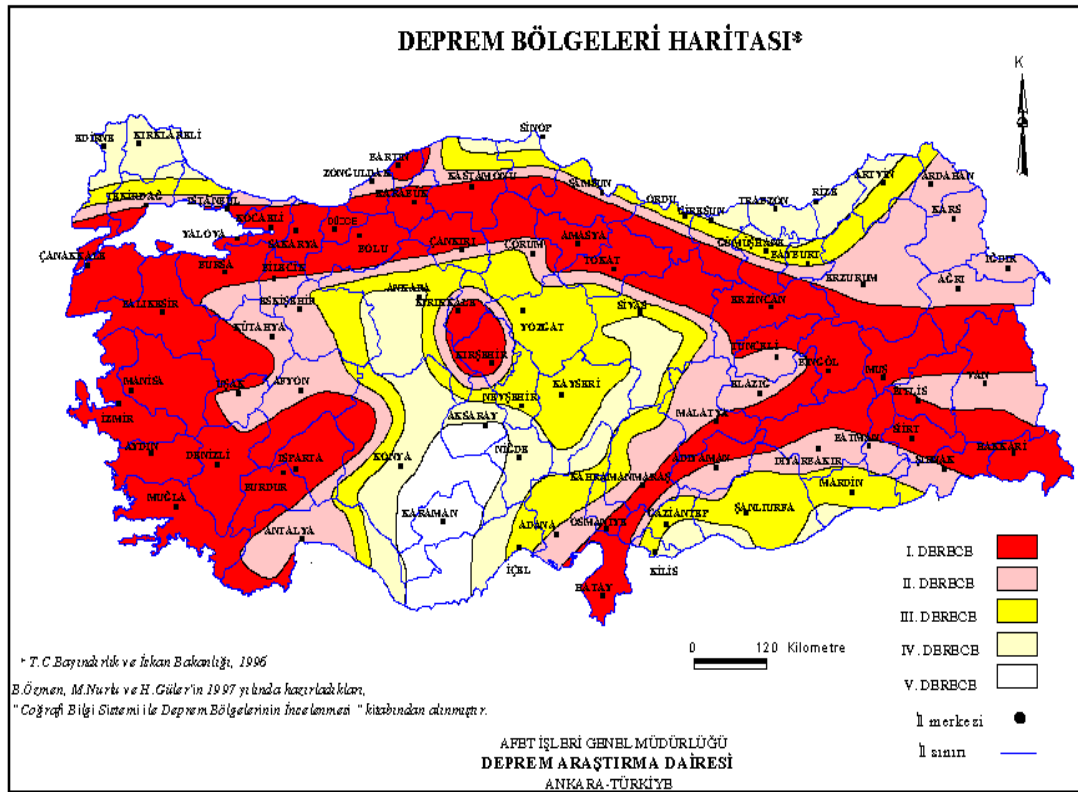 DEPREM BÖLGELERİ HARİTASI*
K
SİNOP
EDİRNE
KIRKLARELİ
BARTIN
ZONGULDAK
KASTAMONU
KARABÜK
SAMSUN
ARTVİN
ARDAHAN
RİZE
TRABZON
ORDU
GİRESUN
TEKİRDAĞ
İSTANBUL
KOCAELİ
DÜZCE
SAKARYA
BOLU
YALOVA
ÇANKIRI
ÇORUM
AMASYA
TOKAT
GÜMÜŞHANE
BAYBURT
KARS
ÇANAKKALE
BURSA
BİLECİK
ERZURUM
IĞDIR
AĞRI
BALIKESİR
ESKİŞEHİR
ANKARA
KIRIKKALE
YOZGAT
SİVAS
ERZİNCAN
KÜTAHYA
KIRŞEHİR
TUNCELİ
BİNGÖL
MUŞ
VAN
MANİSA
UŞAK
AFYON
KAYSERİ
NEVŞEHİR
ELAZIĞ
BİTLİS
İZMİR
AKSARAY
MALATYA
SİİRT
AYDIN
DENİZLİ
ISPARTA
KONYA
NİĞDE
ADIYAMAN
DİYARBAKIR
BATMAN
ŞIRNAK
HAKKARİ
BURDUR
KAHRAMANMARAŞ
MARDİN
MUĞLA
KARAMAN
ADANA
OSMANİYE
GAZİANTEP
ŞANLIURFA
ANTALYA
İÇEL
KİLİS
HATAY
I. DERECE
II. DERECE
III. DERECE
IV. DERECE
V. DERECE
İl merkezi
İl sınırı
0 120 Kilometre
* T.C.Bayındırlık ve İskan Bakanlığı, 1996
B.Özmen, M.Nurlu ve H.Güler'in 1997 yılında hazırladıkları,
"Coğrafi Bilgi Sistemi ile Deprem Bölgelerinin İncelenmesi" kitabından alınmıştır.
AFET İŞLERİ GENEL MÜDÜRLÜĞÜ
DEPREM ARAŞTIRMA DAİRESİ
ANKARA-TÜRKİYE